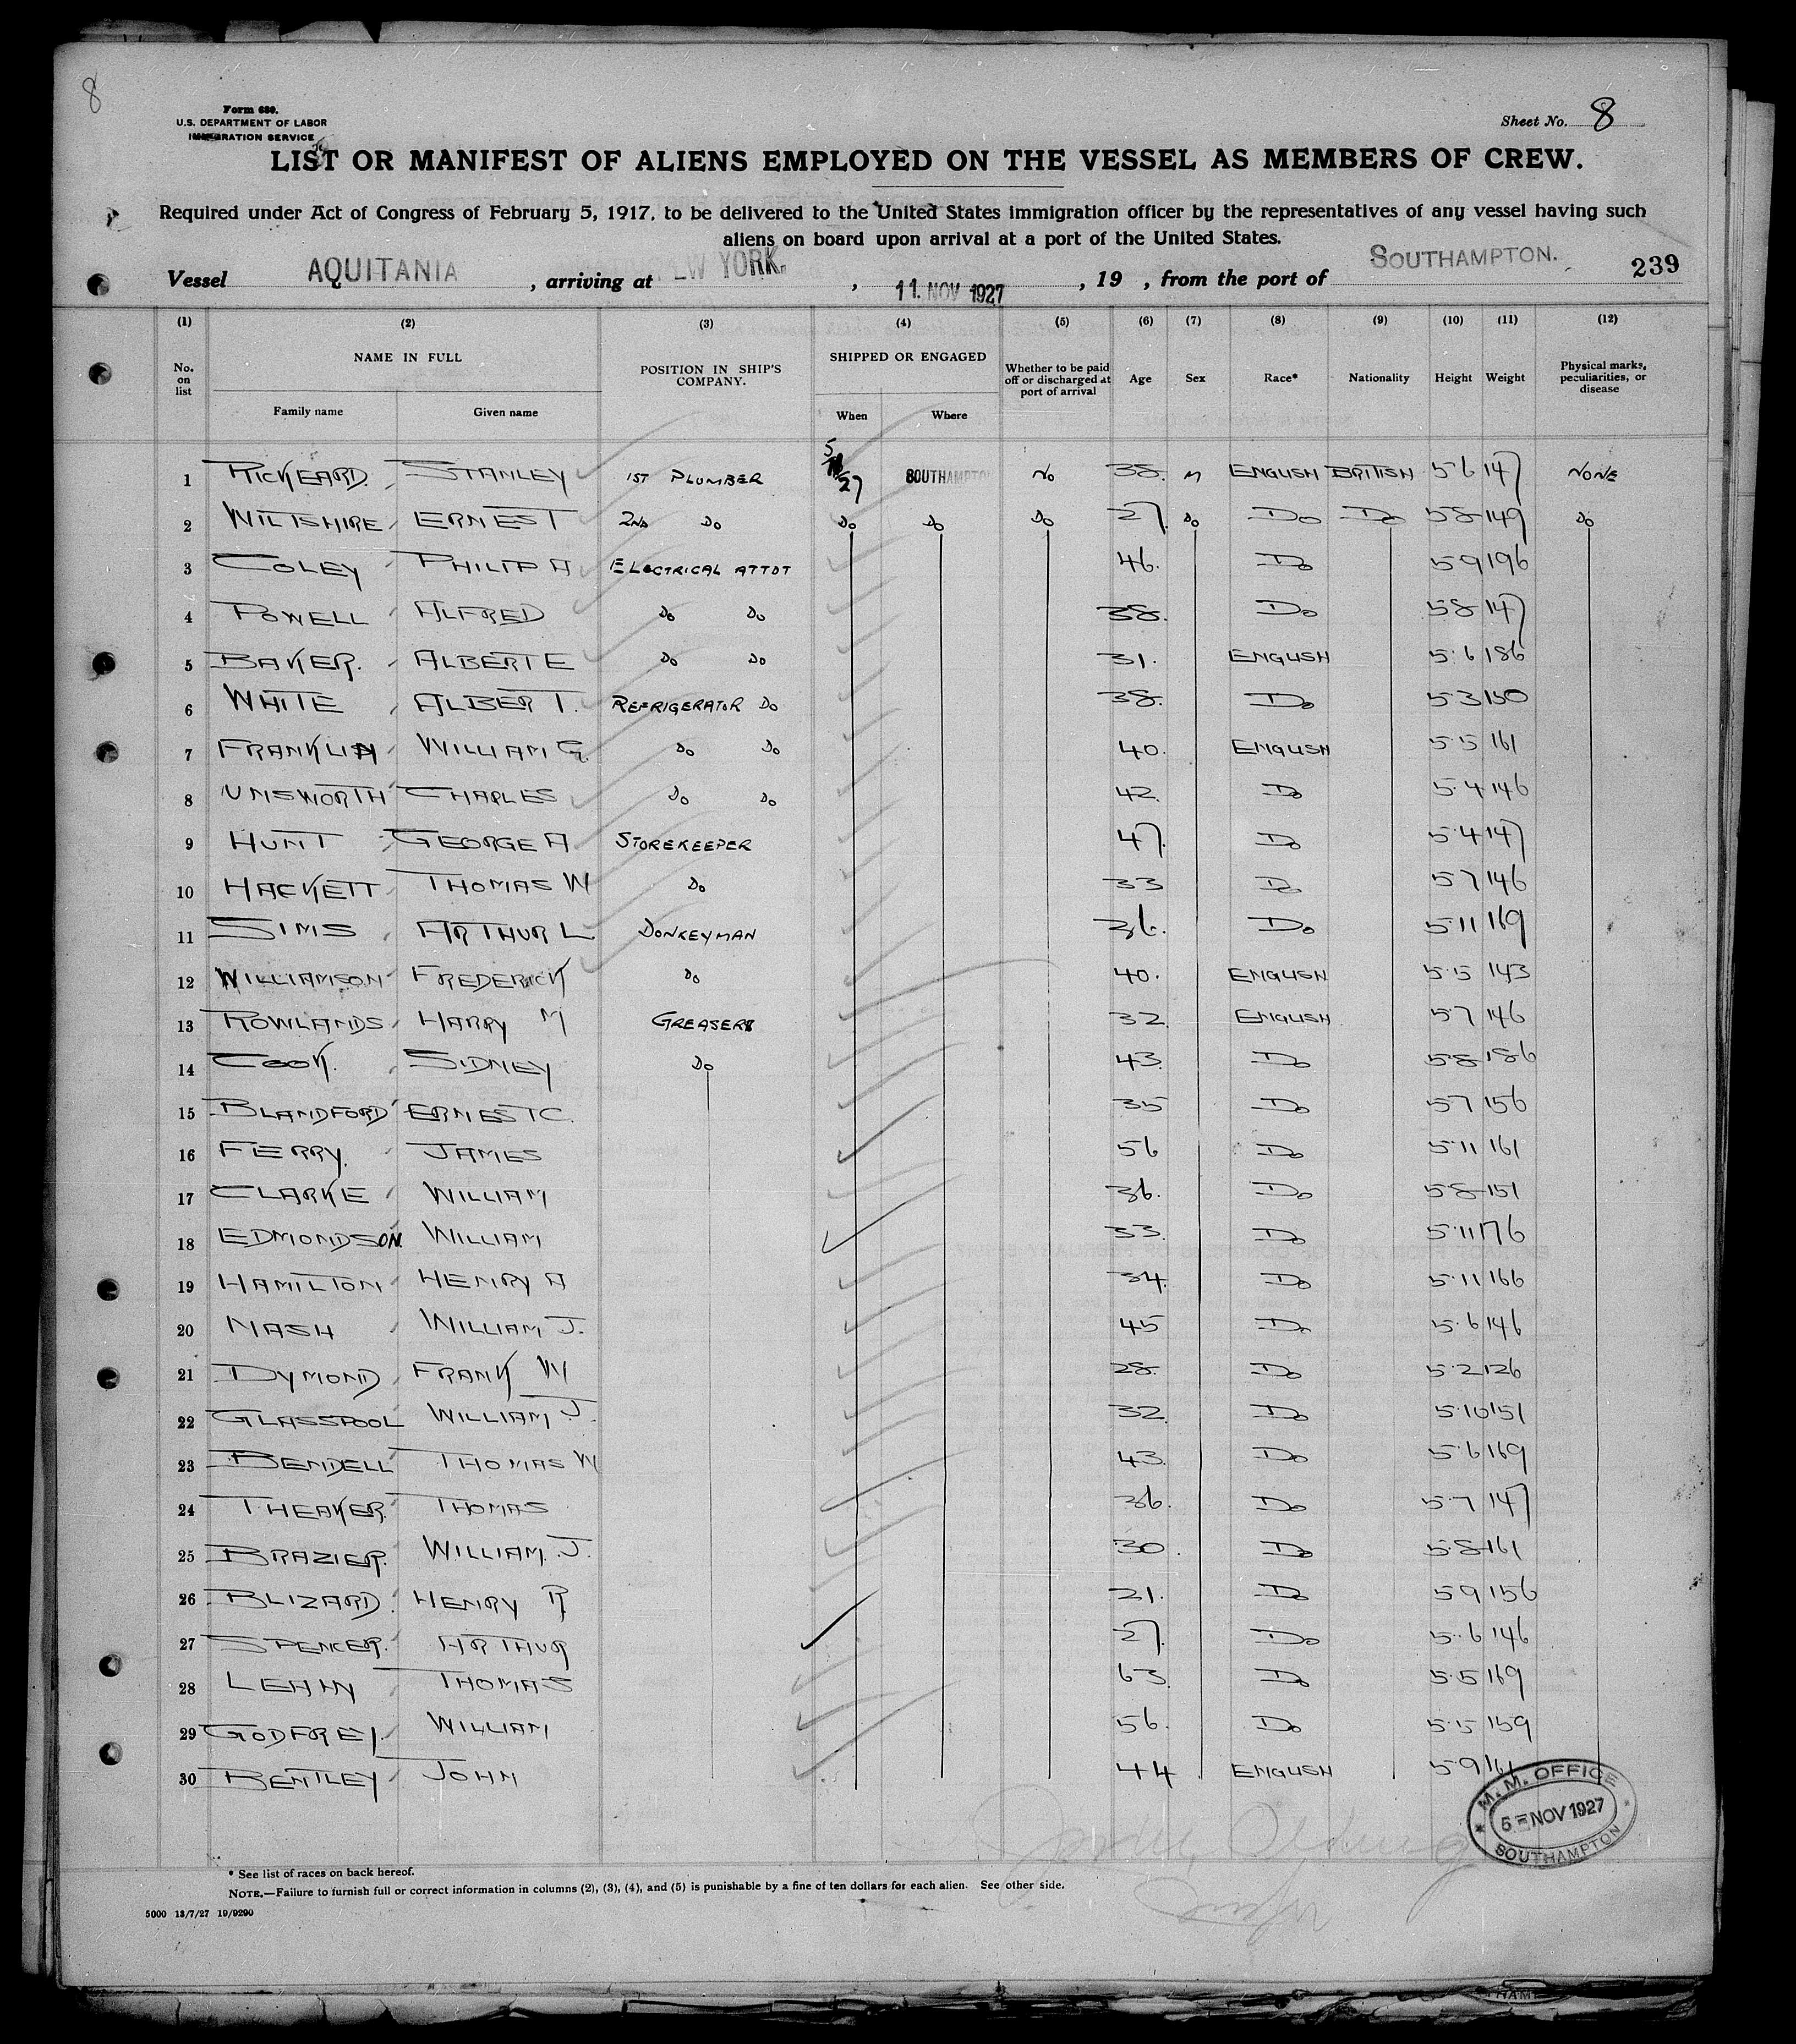 8
Form 680.
U.S. DEPARTMENT OF LABOR
IMMIGRATION SERVICE
Sheet No. 8
LIST OR MANIFEST OF ALIENS EMPLOYED ON THE VESSEL AS MEMBERS OF CREW.
Required under Act of Congress of February 5, 1917, to be delivered to the United States immigration officer by the representatives of any vessel having such
aliens on board upon arrival at a port of the United States.
Vessel AQUITANIA, arriving at NEW YORK., 11. NOV 1927, 19 , from the port of SOUTHAMPTON. 239
(1) (2) (3) (4) (5) (6) (7) (8) (9) (10) (11) (12)
No. on list NAME IN FULL POSITION IN SHIP'S COMPANY. SHIPPED OR ENGAGED Whether to be paid off or discharged at port of arrival Age Sex Race* Nationality Height Weight Physical marks, peculiarities, or disease
Family name Given name When Where
1 RICKEARD. STANLEY 1ST PLUMBER 5/11/27 SOUTHAMPTON No 38. M ENGLISH BRITISH 5-6 147 NONE
2 WILTSHIRE ERNEST 2ND Do Do Do Do 27. Do Do Do 5-8 149 Do
3 COLEY PHILIP A ELECTRICAL ATTDT 46. Do 5-9 196
4 POWELL ALFRED Do Do 38. Do 5-8 147
5 BAKER. ALBERT E Do Do 31. ENGLISH 5-6 186
6 WHITE ALBERT T. REFRIGERATOR Do 38. Do 5-3 150
7 FRANKLIN WILLIAM G. Do Do 40. ENGLISH 5-5 161
8 UNSWORTH CHARLES Do Do 42. Do 5-4 146
9 HUNT GEORGE A STOREKEEPER 47. Do 5-4 147
10 HACKETT THOMAS W Do 33 Do 5-7 146
11 SIMS ARTHUR L DONKEYMAN 36. Do 5-11 169
12 WILLIAMSON FREDERICK Do 40. ENGLISH 5-5 143
13 ROWLANDS HARRY M GREASER 32 ENGLISH 5-7 146
14 COOK. SIDNEY Do 43. Do 5-8 186
15 BLANDFORD ERNEST C. 35 Do 5-7 156
16 FERRY. JAMES 56 Do 5-11 161
17 CLARKE WILLIAM 36. Do 5-8 151
18 EDMONDSON. WILLIAM 33. Do 5-11 176
19 HAMILTON HENRY A 34. Do 5-11 166
20 NASH WILLIAM J. 45 Do 5-6 146
21 DYMOND FRANK W 28. Do 5-2 126
22 GLASSPOOL WILLIAM J. 32. Do 5-10 151
23 BENDELL THOMAS W 43. Do 5-6 169
24 THEAKER. THOMAS 36. Do 5-7 147
25 BRAZIER. WILLIAM. J. 30. Do 5-8 161
26 BLIZARD. HENRY R 21. Do 5-9 156
27 SPENCER. ARTHUR 27. Do 5-6 146
28 LEAHY THOMAS 63. Do 5-5 169
29 GODFREY. WILLIAM 56. Do 5-5 159
30 BENTLEY JOHN 44 ENGLISH 5-9
M.M. OFFICE
5 - NOV 1927
SOUTHAMPTON
* See list of races on back hereof.
NOTE.—Failure to furnish full or correct information in columns (2), (3), (4), and (5) is punishable by a fine of ten dollars for each alien. See other side.
5000 13/7/27 19/9290